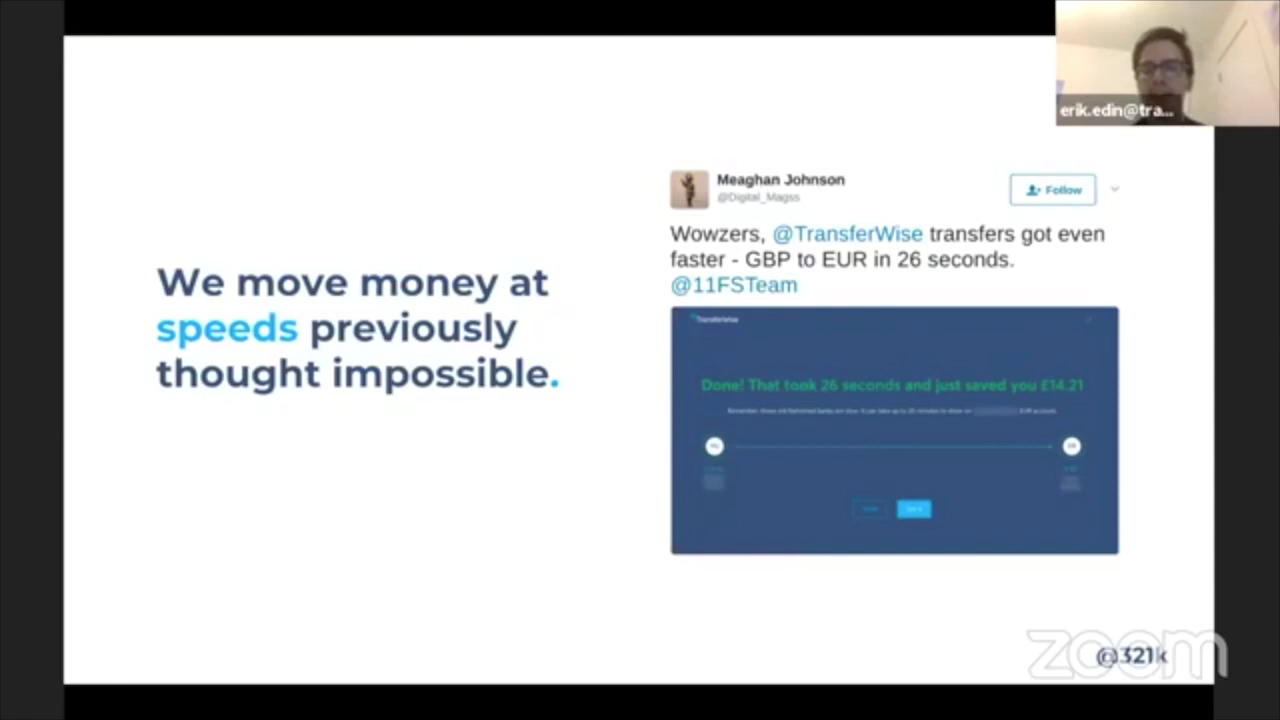 erik.edin@tra...
We move money at
speeds previously
thought impossible.
Meaghan Johnson
@Digital_Magss
Follow
Wowzers, @TransferWise transfers got even
faster - GBP to EUR in 26 seconds.
@11FSTeam
TransferWise
Done! That took 26 seconds and just saved you £14.21
zoom
@321k